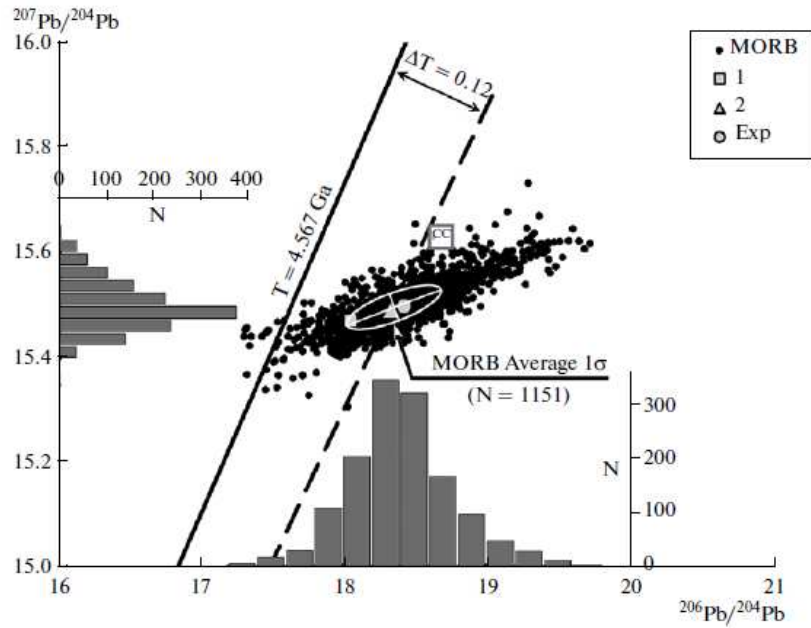 ²⁰⁷Pb/²⁰⁴Pb
16.0
15.8
15.6
15.4
15.2
15.0
0 100 200 300 400
N
T = 4.567 Ga
ΔT = 0.12
CC
MORB
1
2
Exp
MORB Average 1σ
(N = 1151)
300
200
100
0
N
16 17 18 19 20 21
²⁰⁶Pb/²⁰⁴Pb